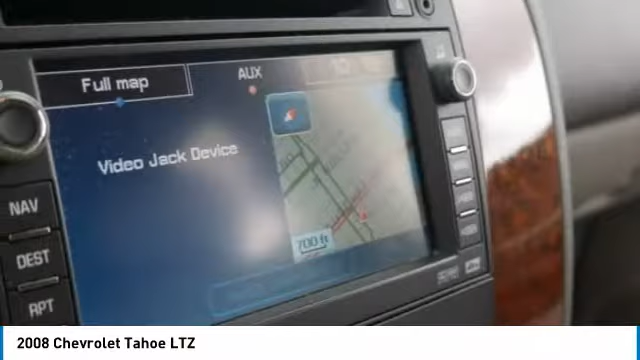 Full map
AUX
Video Jack Device
700 ft
NAV
DEST
RPT
2008 Chevrolet Tahoe LTZ